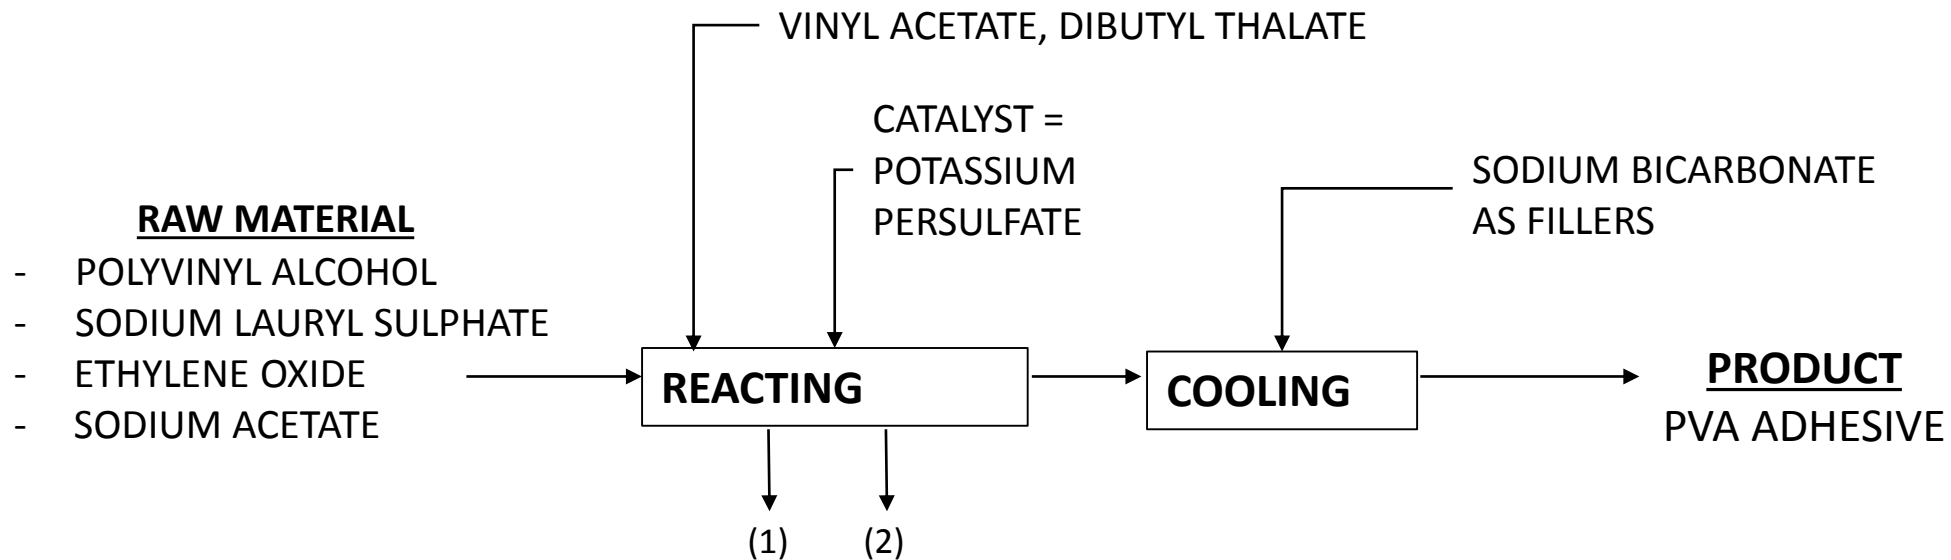 VINYL ACETATE, DIBUTYL THALATE
CATALYST =
POTASSIUM
PERSULFATE
SODIUM BICARBONATE
AS FILLERS
RAW MATERIAL
- POLYVINYL ALCOHOL
- SODIUM LAURYL SULPHATE
- ETHYLENE OXIDE
- SODIUM ACETATE
REACTING
COOLING
PRODUCT
PVA ADHESIVE
(1)
(2)